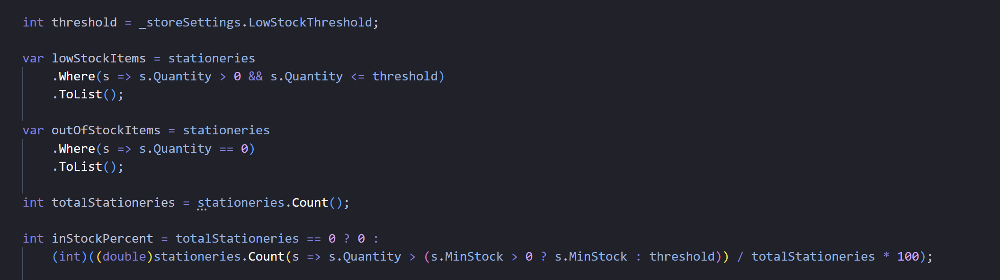 int threshold = _storeSettings.LowStockThreshold;
var lowStockItems = stationeries
.Where(s => s.Quantity > 0 && s.Quantity <= threshold)
.ToList();
var outOfStockItems = stationeries
.Where(s => s.Quantity == 0)
.ToList();
int totalStationeries = stationeries.Count();
int inStockPercent = totalStationeries == 0 ? 0 :
(int)((double)stationeries.Count(s => s.Quantity > (s.MinStock > 0 ? s.MinStock : threshold)) / totalStationeries * 100);